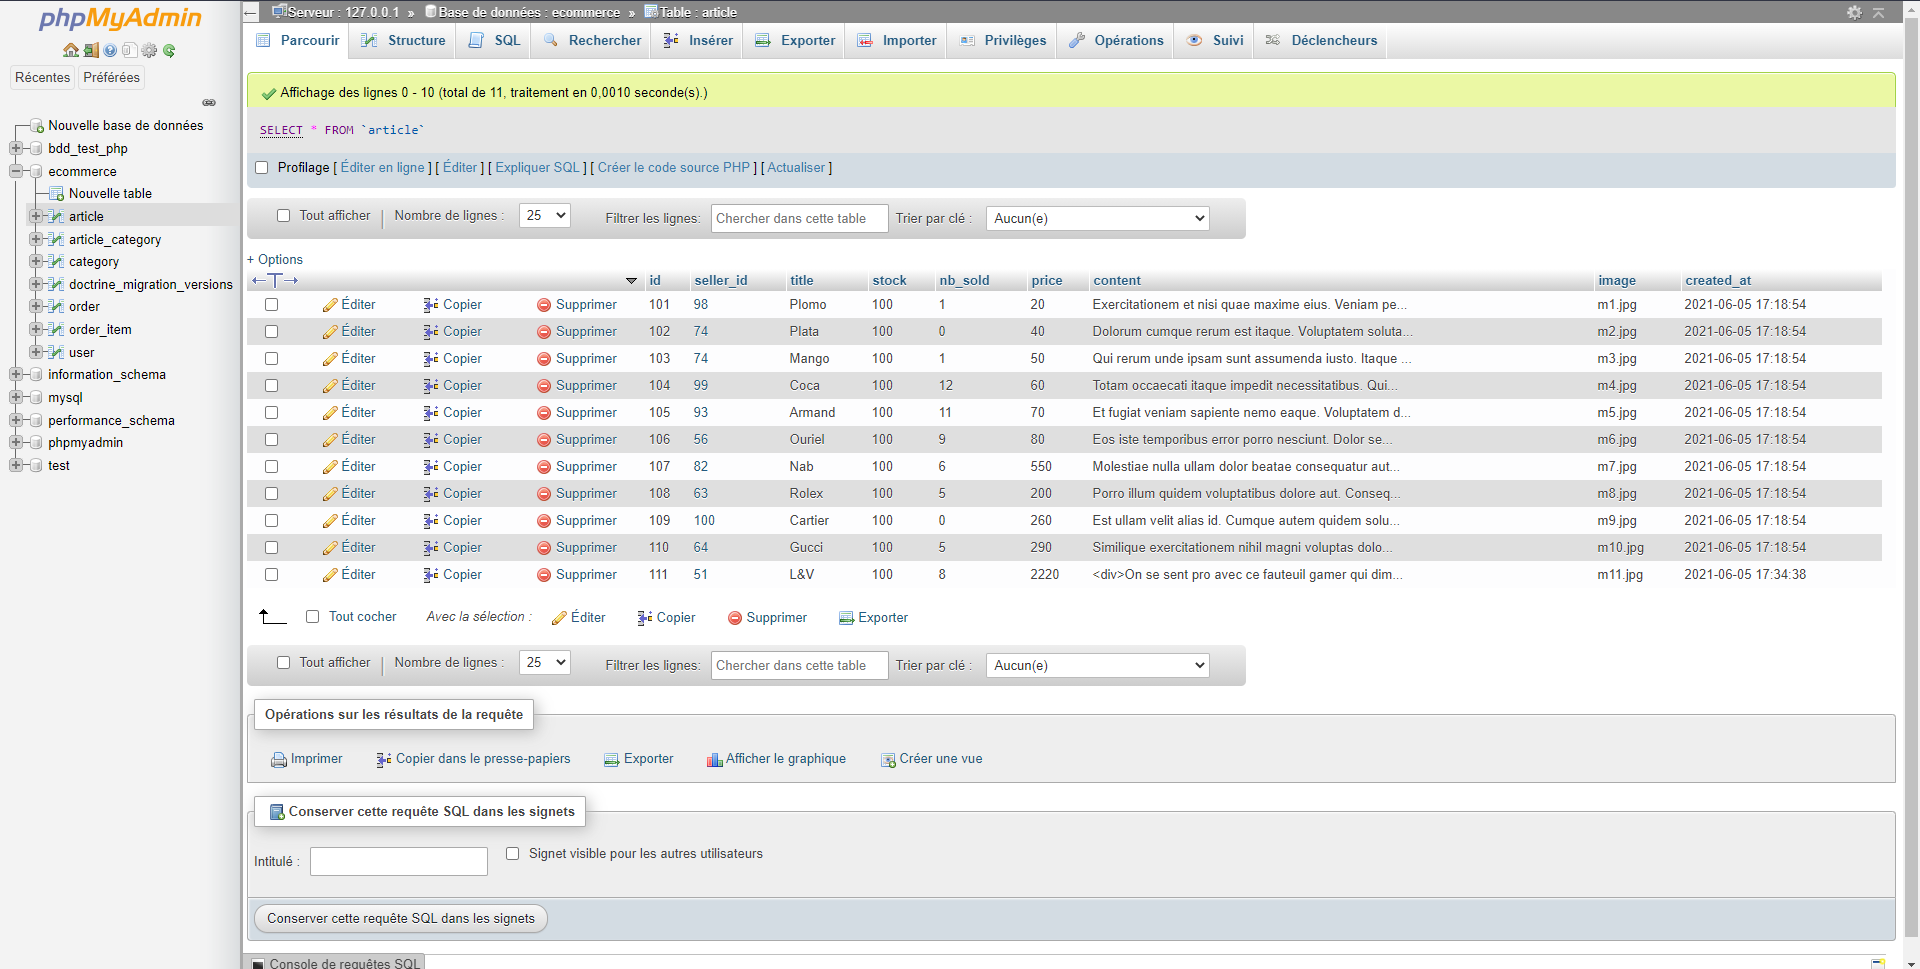 phpMyAdmin
Récentes Préférées
Nouvelle base de données
bdd_test_php
ecommerce
Nouvelle table
article
article_category
category
doctrine_migration_versions
order
order_item
user
information_schema
mysql
performance_schema
phpmyadmin
test
Serveur : 127.0.0.1 » Base de données : ecommerce » Table : article
Parcourir Structure SQL Rechercher Insérer Exporter Importer Privilèges Opérations Suivi Déclencheurs
Affichage des lignes 0 - 10 (total de 11, traitement en 0,0010 seconde(s).)
SELECT * FROM `article`
Profilage [ Éditer en ligne ] [ Éditer ] [ Expliquer SQL ] [ Créer le code source PHP ] [ Actualiser ]
Tout afficher | Nombre de lignes : 25 Filtrer les lignes: Chercher dans cette table Trier par clé : Aucun(e)
+ Options
←T→ id seller_id title stock nb_sold price content image created_at
Éditer Copier Supprimer 101 98 Plomo 100 1 20 Exercitationem et nisi quae maxime eius. Veniam pe... m1.jpg 2021-06-05 17:18:54
Éditer Copier Supprimer 102 74 Plata 100 0 40 Dolorum cumque rerum est itaque. Voluptatem soluta... m2.jpg 2021-06-05 17:18:54
Éditer Copier Supprimer 103 74 Mango 100 1 50 Qui rerum unde ipsam sunt assumenda iusto. Itaque ... m3.jpg 2021-06-05 17:18:54
Éditer Copier Supprimer 104 99 Coca 100 12 60 Totam occaecati itaque impedit necessitatibus. Qui... m4.jpg 2021-06-05 17:18:54
Éditer Copier Supprimer 105 93 Armand 100 11 70 Et fugiat veniam sapiente nemo eaque. Voluptatem d... m5.jpg 2021-06-05 17:18:54
Éditer Copier Supprimer 106 56 Ouriel 100 9 80 Eos iste temporibus error porro nesciunt. Dolor se... m6.jpg 2021-06-05 17:18:54
Éditer Copier Supprimer 107 82 Nab 100 6 550 Molestiae nulla ullam dolor beatae consequatur aut... m7.jpg 2021-06-05 17:18:54
Éditer Copier Supprimer 108 63 Rolex 100 5 200 Porro illum quidem voluptatibus dolore aut. Conseq... m8.jpg 2021-06-05 17:18:54
Éditer Copier Supprimer 109 100 Cartier 100 0 260 Est ullam velit alias id. Cumque autem quidem solu... m9.jpg 2021-06-05 17:18:54
Éditer Copier Supprimer 110 64 Gucci 100 5 290 Similique exercitationem nihil magni voluptas dolo... m10.jpg 2021-06-05 17:18:54
Éditer Copier Supprimer 111 51 L&V 100 8 2220 <div>On se sent pro avec ce fauteuil gamer qui dim... m11.jpg 2021-06-05 17:34:38
Tout cocher Avec la sélection : Éditer Copier Supprimer Exporter
Tout afficher | Nombre de lignes : 25 Filtrer les lignes: Chercher dans cette table Trier par clé : Aucun(e)
Opérations sur les résultats de la requête
Imprimer Copier dans le presse-papiers Exporter Afficher le graphique Créer une vue
Conserver cette requête SQL dans les signets
Intitulé : Signet visible pour les autres utilisateurs
Conserver cette requête SQL dans les signets
Console de requêtes SQL